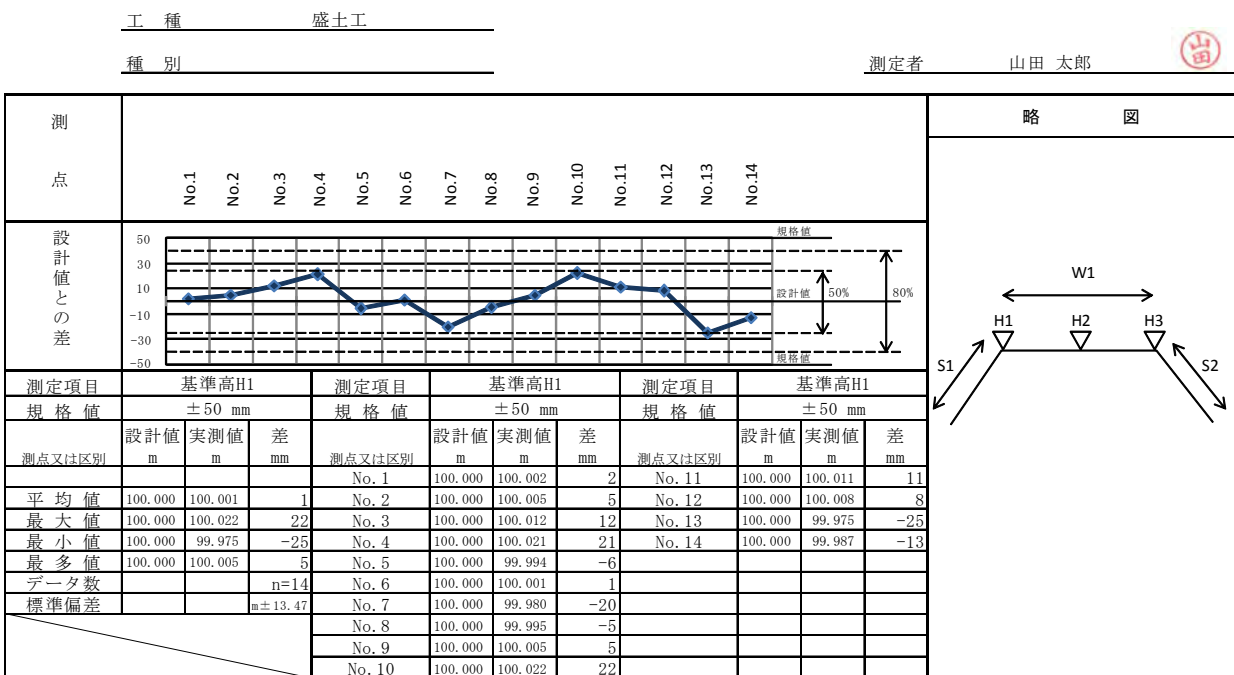 工 種 盛土工
種 別
測定者 山田 太郎 山田
測点 No.1 No.2 No.3 No.4 No.5 No.6 No.7 No.8 No.9 No.10 No.11 No.12 No.13 No.14
略 図
設計値との差
50 規格値
30
10 設計値 50% 80%
-10
-30
-50 規格値
W1
H1 H2 H3
S1 S2
測定項目 基準高H1 測定項目 基準高H1 測定項目 基準高H1
規 格 値 ±50 mm 規 格 値 ±50 mm 規 格 値 ±50 mm
設計値 実測値 差 設計値 実測値 差 設計値 実測値 差
測点又は区別 m m mm 測点又は区別 m m mm 測点又は区別 m m mm
No.1 100.000 100.002 2 No.11 100.000 100.011 11
平 均 値 100.000 100.001 1 No.2 100.000 100.005 5 No.12 100.000 100.008 8
最 大 値 100.000 100.022 22 No.3 100.000 100.012 12 No.13 100.000 99.975 -25
最 小 値 100.000 99.975 -25 No.4 100.000 100.021 21 No.14 100.000 99.987 -13
最 多 値 100.000 100.005 5 No.5 100.000 99.994 -6
データ数 n=14 No.6 100.000 100.001 1
標準偏差 m±13.47 No.7 100.000 99.980 -20
No.8 100.000 99.995 -5
No.9 100.000 100.005 5
No.10 100.000 100.022 22